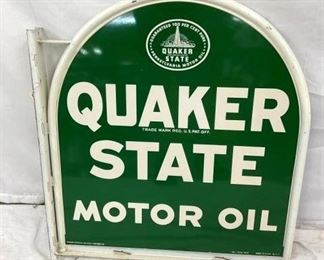 GUARANTEED 100 PER CENT PURE
QUAKER
STATE
PENNSYLVANIA MOTOR OIL
QUAKER
TRADE MARK REG. U.S. PAT. OFF.
STATE
MOTOR OIL